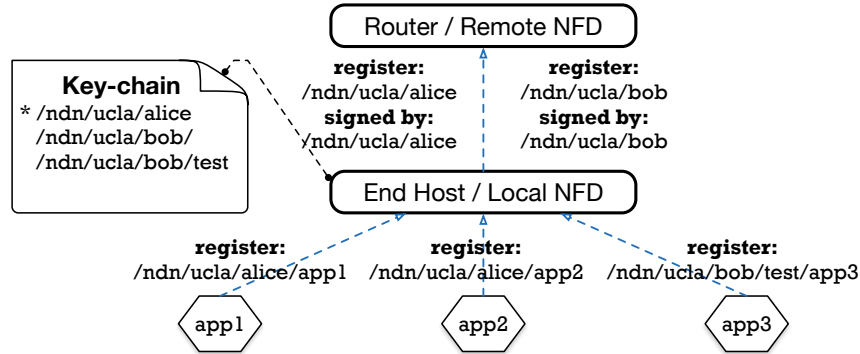 Router / Remote NFD
Key-chain
* /ndn/ucla/alice
/ndn/ucla/bob/
/ndn/ucla/bob/test
register:
/ndn/ucla/alice
signed by:
/ndn/ucla/alice
register:
/ndn/ucla/bob
signed by:
/ndn/ucla/bob
End Host / Local NFD
register:
/ndn/ucla/alice/app1
register:
/ndn/ucla/alice/app2
register:
/ndn/ucla/bob/test/app3
app1
app2
app3